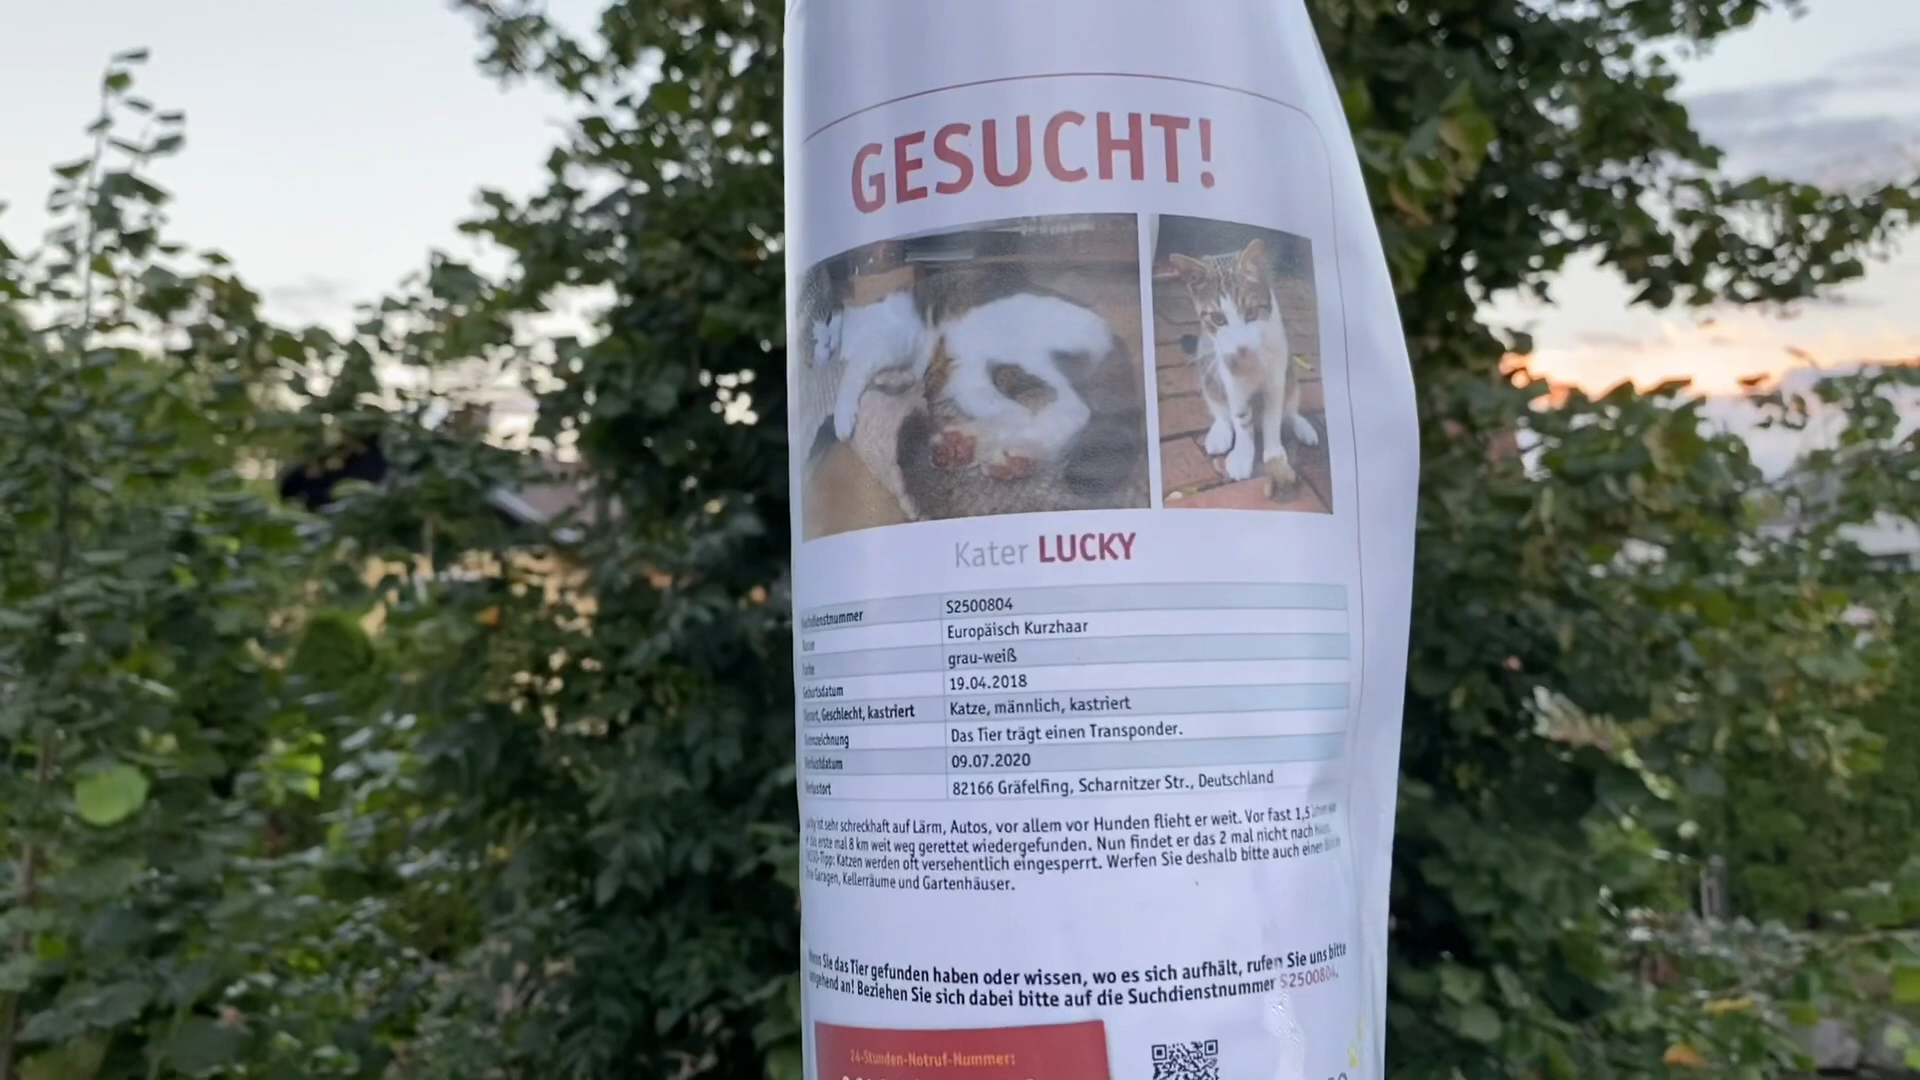 GESUCHT!
Kater LUCKY
S2500804
Europäisch Kurzhaar
grau-weiß
Geburtsdatum 19.04.2018
Geschlecht, kastriert Katze, männlich, kastriert
Das Tier trägt einen Transponder.
09.07.2020
82166 Gräfelfing, Scharnitzer Str., Deutschland
ist sehr schreckhaft auf Lärm, Autos, vor allem vor Hunden flieht er weit. Vor fast 1,5
erste mal 8 km weit weg gerettet wiedergefunden. Nun findet er das 2 mal nicht nach
Tipp: Katzen werden oft versehentlich eingesperrt. Werfen Sie deshalb bitte auch einen
Garagen, Kellerräume und Gartenhäuser.
Sie das Tier gefunden haben oder wissen, wo es sich aufhält, rufen Sie uns bitte
an! Beziehen Sie sich dabei bitte auf die Suchdienstnummer S2500804.
24-Stunden-Notruf-Nummer: